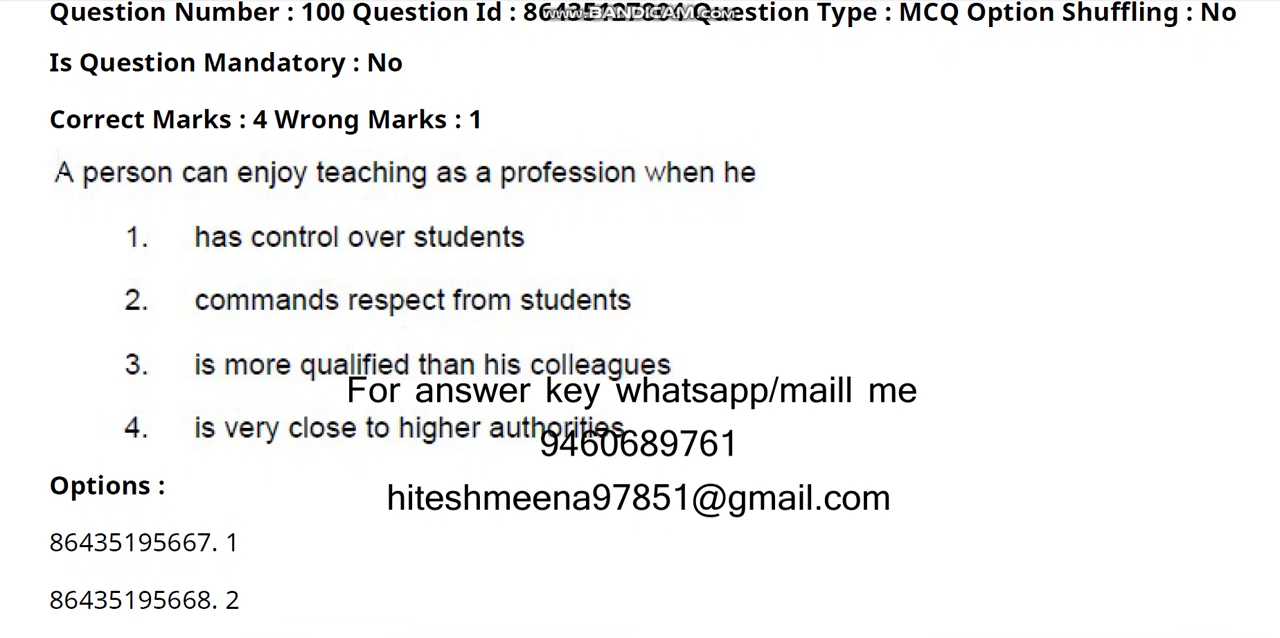 Question Number : 100 Question Id : Question Type : MCQ Option Shuffling : No
www.BANDICAM.com
Is Question Mandatory : No
Correct Marks : 4 Wrong Marks : 1
A person can enjoy teaching as a profession when he
1. has control over students
2. commands respect from students
3. is more qualified than his colleagues
For answer key whatsapp/maill me
4. is very close to higher authorities
9460689761
Options :
hiteshmeena97851@gmail.com
86435195667. 1
86435195668. 2